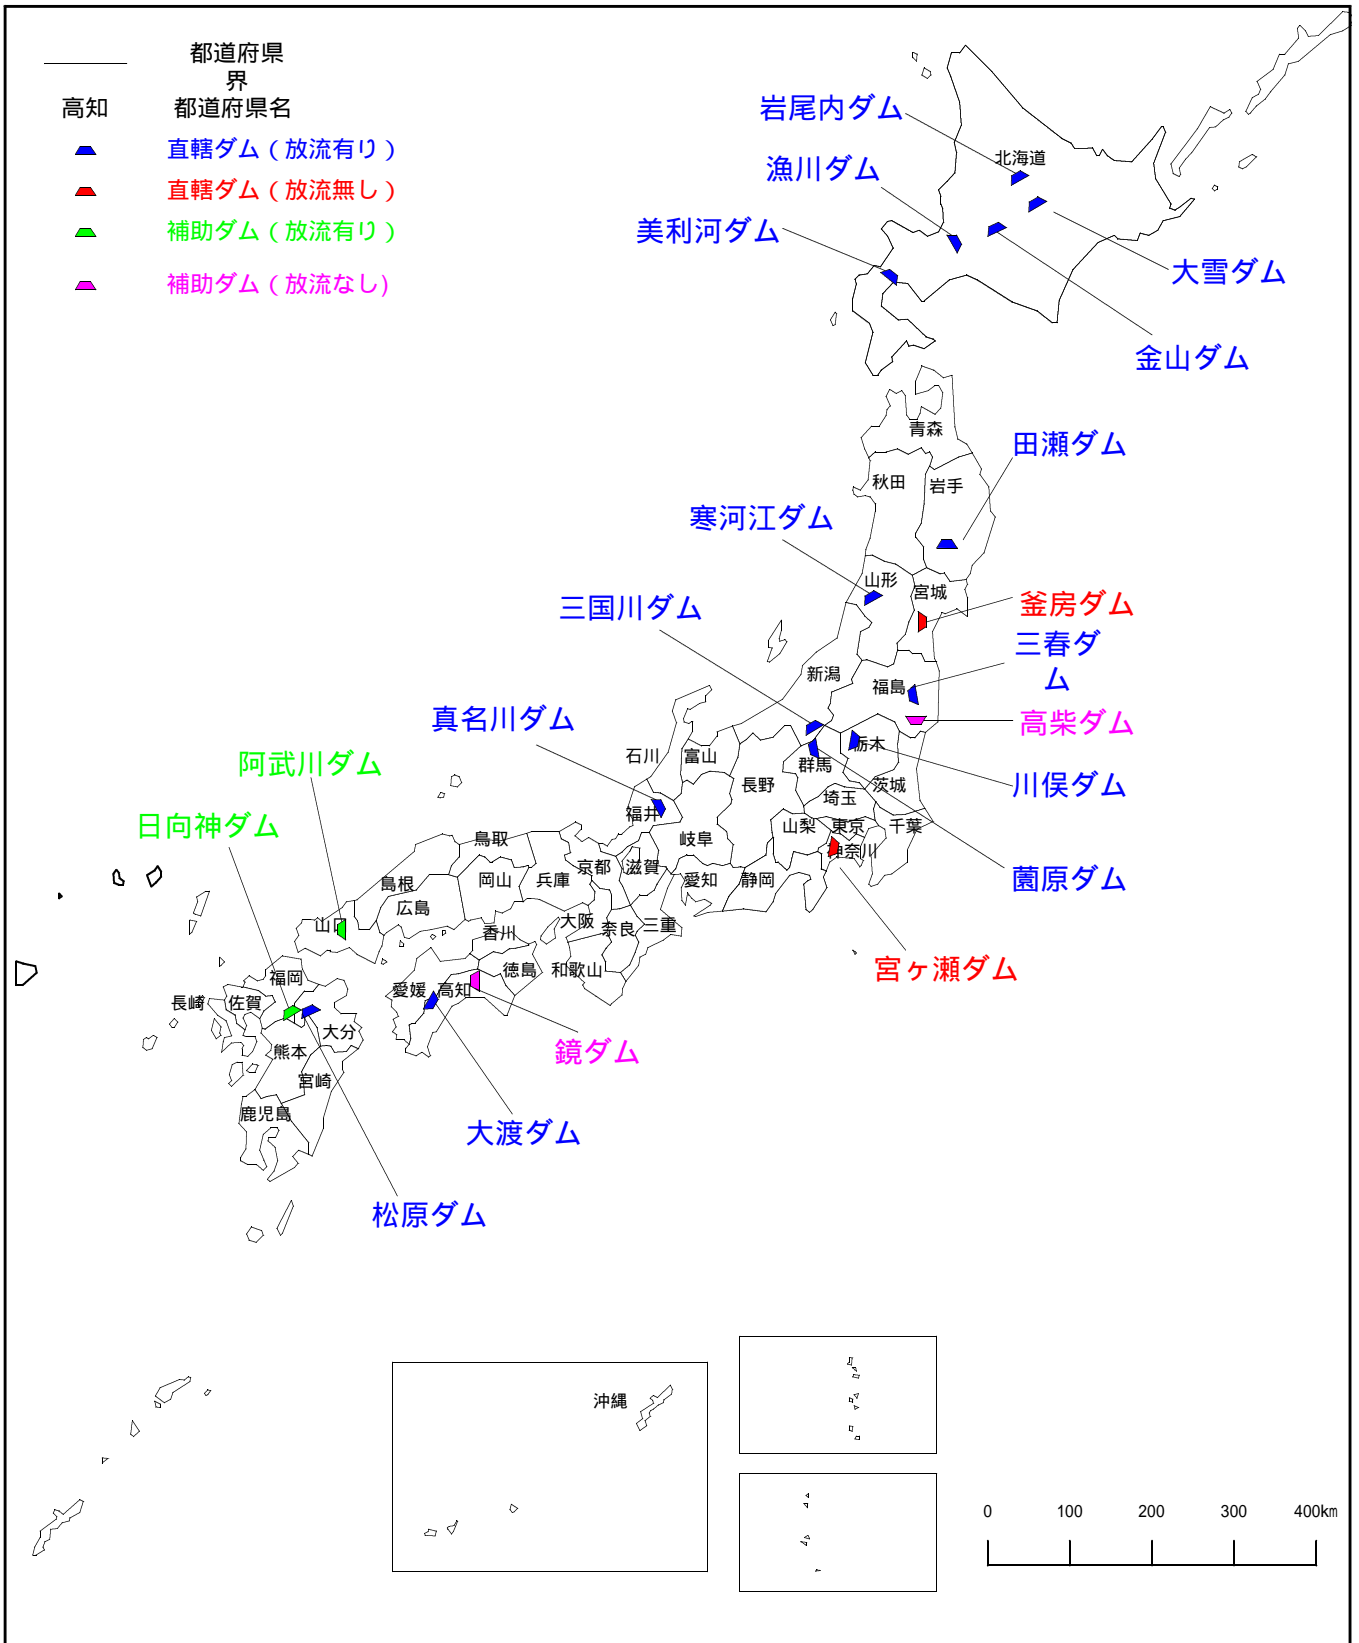 都道府県
界
高知 都道府県名
直轄ダム（放流有り）
直轄ダム（放流無し）
補助ダム（放流有り）
補助ダム（放流なし)
岩尾内ダム
北海道
漁川ダム
美利河ダム
大雪ダム
金山ダム
青森
田瀬ダム
秋田
岩手
寒河江ダム
山形
宮城
釜房ダム
三国川ダム
三春ダ
ム
新潟
福島
真名川ダム
高柴ダム
石川
富山
栃木
阿武川ダム
群馬
長野
茨城
川俣ダム
埼玉
福井
日向神ダム
山梨
東京
千葉
鳥取
岐阜
神奈川
京都
滋賀
島根
岡山
兵庫
愛知
静岡
薗原ダム
広島
山口
大阪
奈良
三重
香川
福岡
徳島
和歌山
宮ヶ瀬ダム
愛媛
高知
長崎
佐賀
大分
熊本
鏡ダム
宮崎
鹿児島
大渡ダム
松原ダム
沖縄
0 100 200 300 400㎞